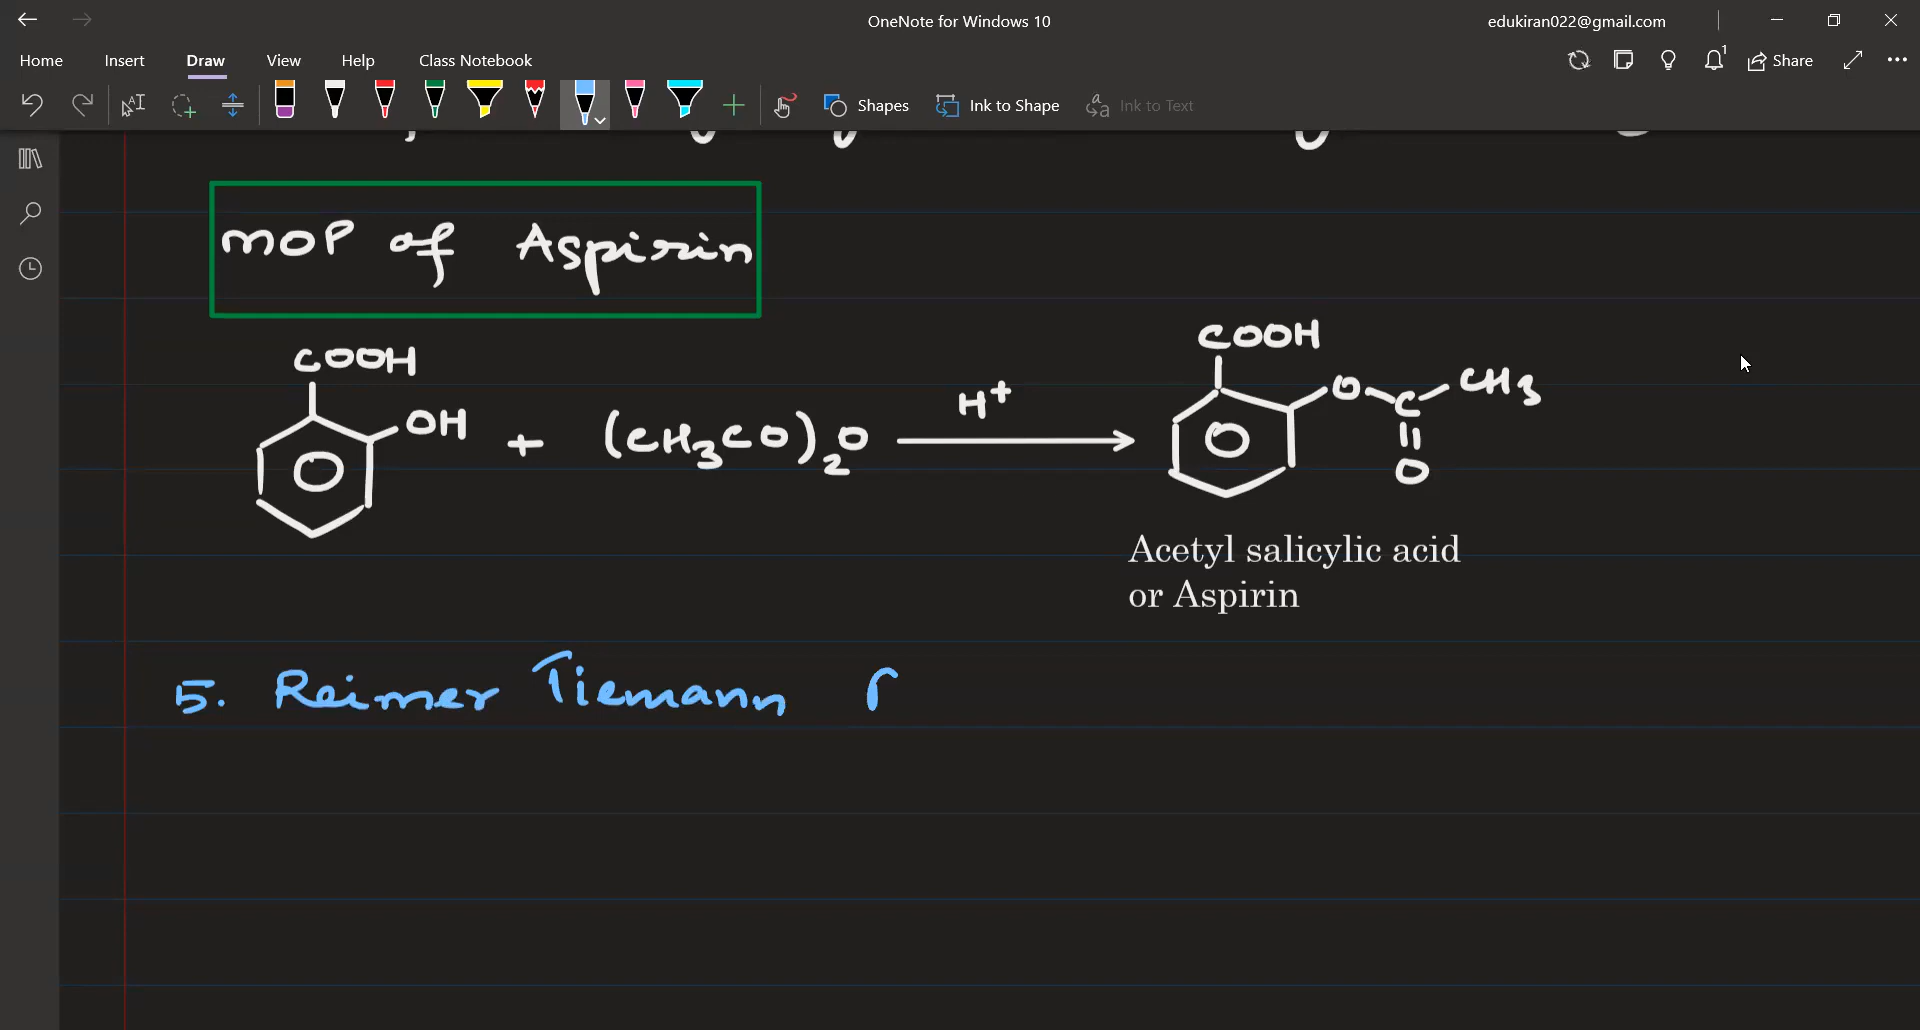 OneNote for Windows 10
edukiran022@gmail.com
Home Insert Draw View Help Class Notebook
1
Share
Shapes Ink to Shape Ink to Text
MOP of Aspirin
COOH
OH + (CH3CO)2O H+
COOH
O C CH3
O
O
O
Acetyl salicylic acid
or Aspirin
5. Reimer Tiemann